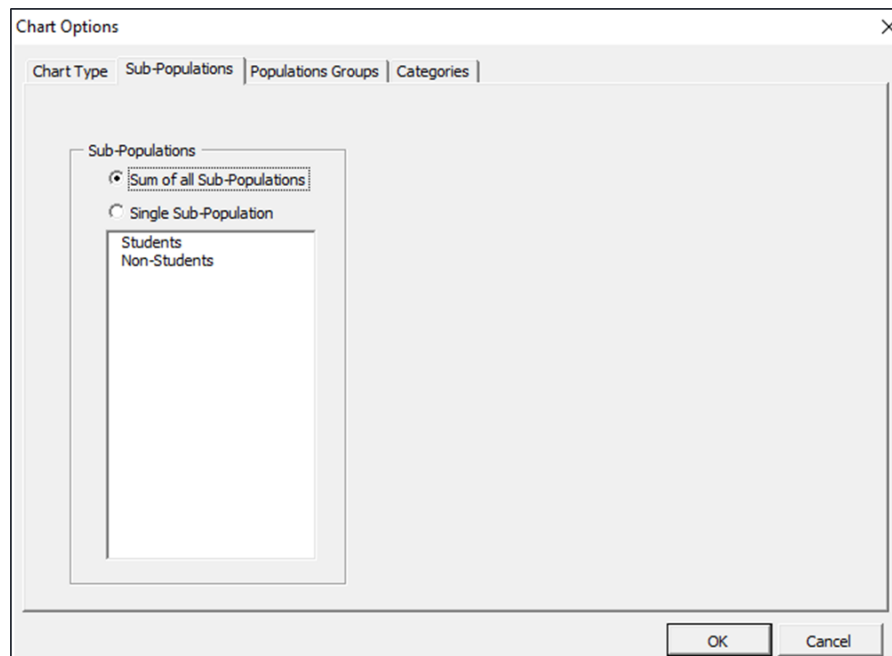 Chart Options
Chart Type Sub-Populations Populations Groups Categories
Sub-Populations
Sum of all Sub-Populations
Single Sub-Population
Students
Non-Students
OK Cancel